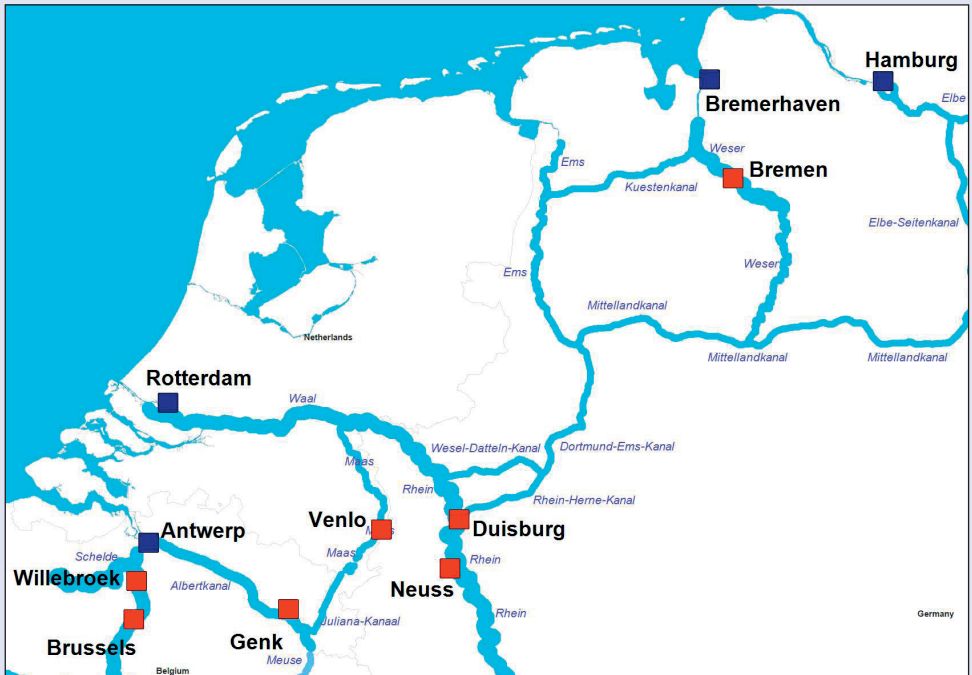 Hamburg
Elbe
Bremerhaven
Weser
Ems
Bremen
Kuestenkanal
Elbe-Seitenkanal
Weser
Ems
Mittellandkanal
Netherlands
Mittellandkanal
Mittellandkanal
Rotterdam
Waal
Wesel-Datteln-Kanal
Dortmund-Ems-Kanal
Maas
Rhein
Rhein-Herne-Kanal
Venlo
Antwerp
Duisburg
Maas
Schelde
Rhein
Willebroek
Albertkanal
Neuss
Rhein
Germany
Juliana-Kanaal
Genk
Brussels
Meuse
Belgium